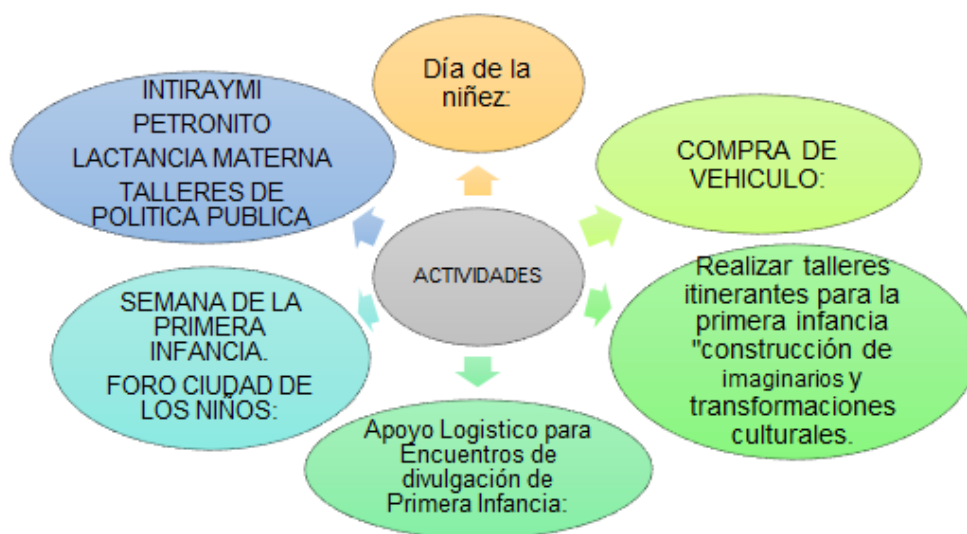 Día de la
niñez:
INTIRAYMI
PETRONITO
LACTANCIA MATERNA
TALLERES DE
POLITICA PUBLICA
COMPRA DE
VEHICULO:
ACTIVIDADES
Realizar talleres
itinerantes para la
primera infancia
"construcción de
imaginarios y
transformaciones
culturales.
SEMANA DE LA
PRIMERA
INFANCIA.
FORO CIUDAD DE
LOS NIÑOS:
Apoyo Logistico para
Encuentros de
divulgación de
Primera Infancia: